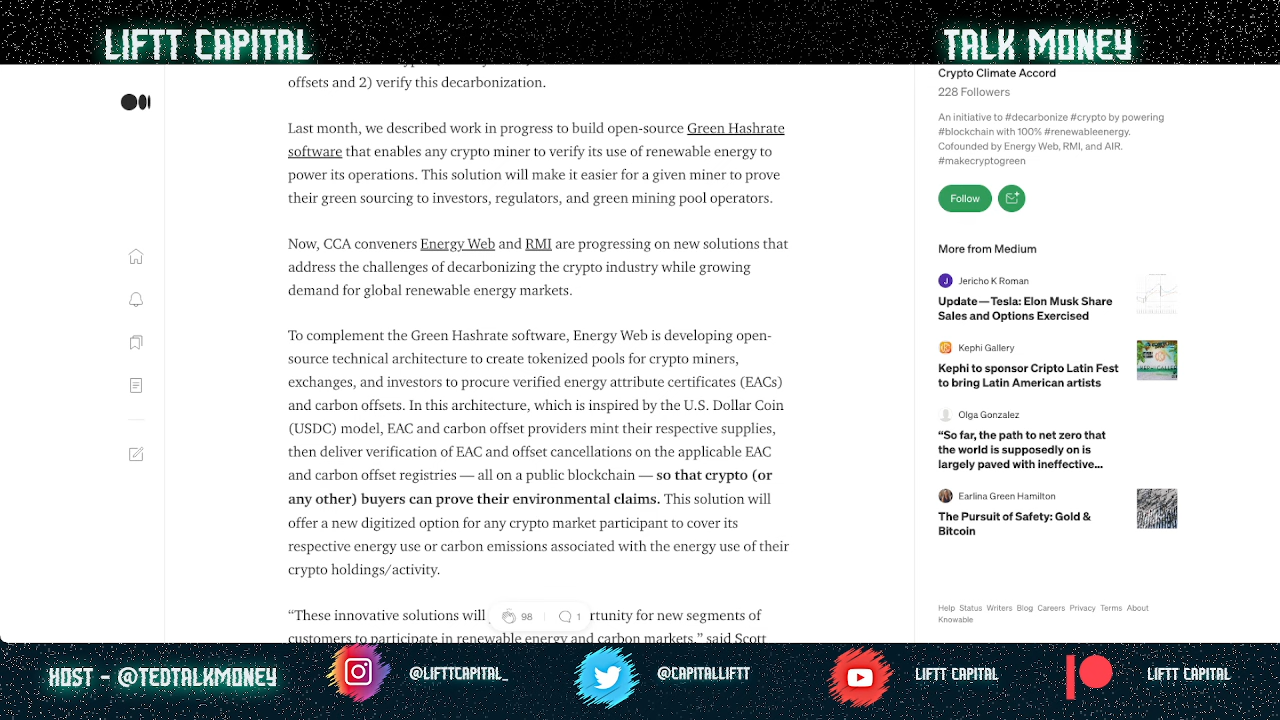 LIFTT CAPITAL
TALK MONEY
offsets and 2) verify this decarbonization.
Last month, we described work in progress to build open-source Green Hashrate
software that enables any crypto miner to verify its use of renewable energy to
power its operations. This solution will make it easier for a given miner to prove
their green sourcing to investors, regulators, and green mining pool operators.
Now, CCA conveners Energy Web and RMI are progressing on new solutions that
address the challenges of decarbonizing the crypto industry while growing
demand for global renewable energy markets.
To complement the Green Hashrate software, Energy Web is developing open-
source technical architecture to create tokenized pools for crypto miners,
exchanges, and investors to procure verified energy attribute certificates (EACs)
and carbon offsets. In this architecture, which is inspired by the U.S. Dollar Coin
(USDC) model, EAC and carbon offset providers mint their respective supplies,
then deliver verification of EAC and offset cancellations on the applicable EAC
and carbon offset registries — all on a public blockchain — so that crypto (or
any other) buyers can prove their environmental claims. This solution will
offer a new digitized option for any crypto market participant to cover its
respective energy use or carbon emissions associated with the energy use of their
crypto holdings/activity.
“These innovative solutions will rtunity for new segments of
98 1
customers to participate in renewable energy and carbon markets,” said Scott
Crypto Climate Accord
228 Followers
An initiative to #decarbonize #crypto by powering
#blockchain with 100% #renewableenergy.
Cofounded by Energy Web, RMI, and AIR.
#makecryptogreen
Follow
More from Medium
J Jericho K Roman
Update—Tesla: Elon Musk Share
Sales and Options Exercised
Kephi Gallery
Kephi to sponsor Cripto Latin Fest
to bring Latin American artists
Olga Gonzalez
“So far, the path to net zero that
the world is supposedly on is
largely paved with ineffective...
Earlina Green Hamilton
The Pursuit of Safety: Gold &
Bitcoin
Help Status Writers Blog Careers Privacy Terms About
Knowable
HOST - @TEDTALKMONEY
@LIFTTCAPITAL_
@CAPITALLIFTT
LIFTT CAPITAL
LIFTT CAPITAL